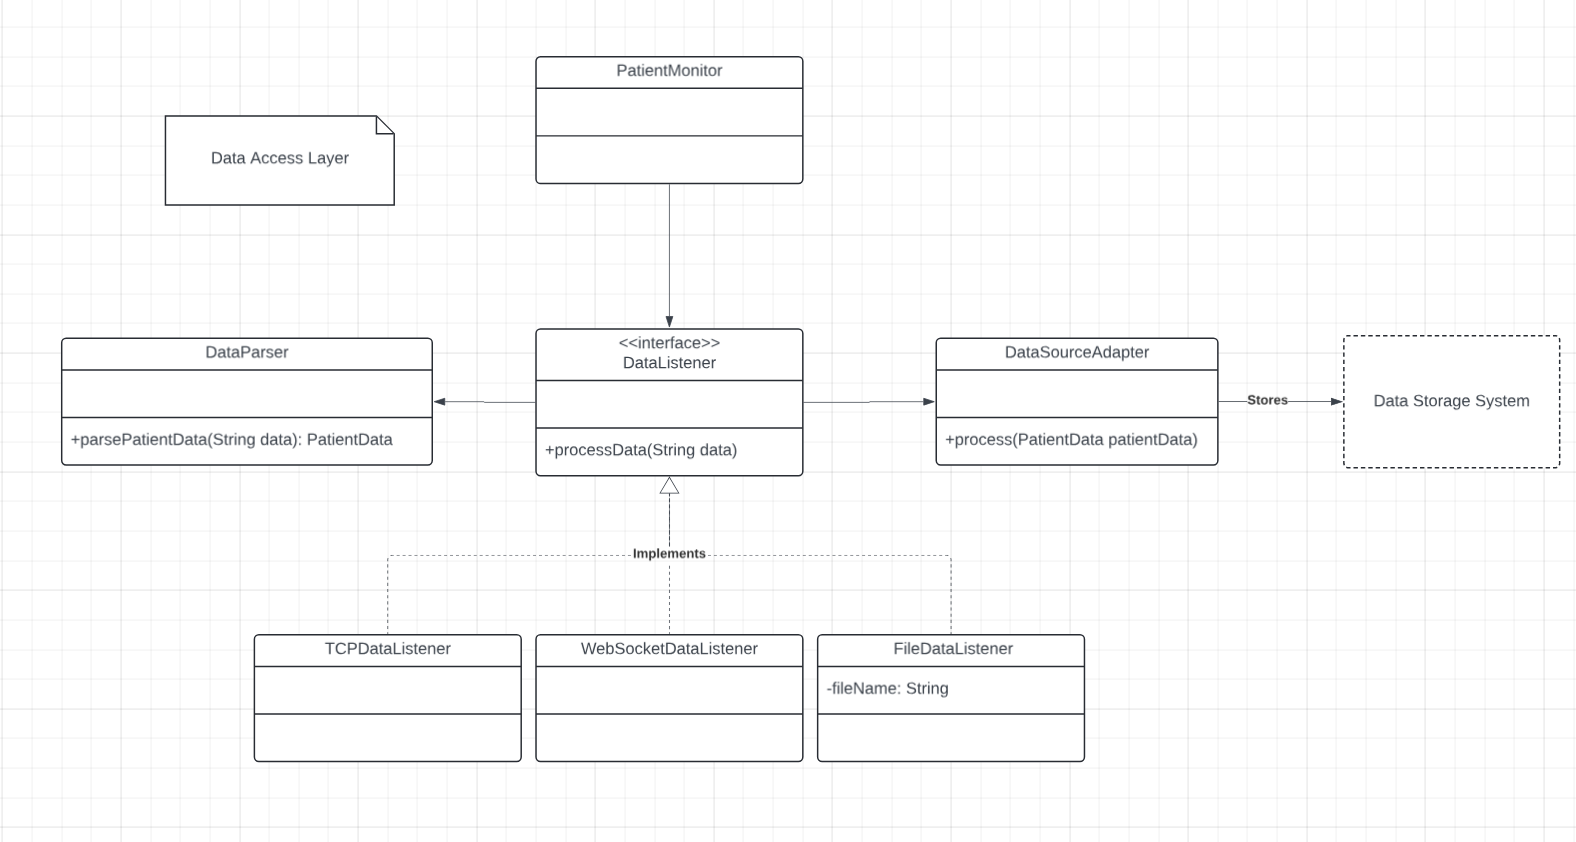 PatientMonitor
Data Access Layer
DataParser
+parsePatientData(String data): PatientData
<<interface>>
DataListener
+processData(String data)
DataSourceAdapter
+process(PatientData patientData)
Stores
Data Storage System
Implements
TCPDataListener
WebSocketDataListener
FileDataListener
-fileName: String